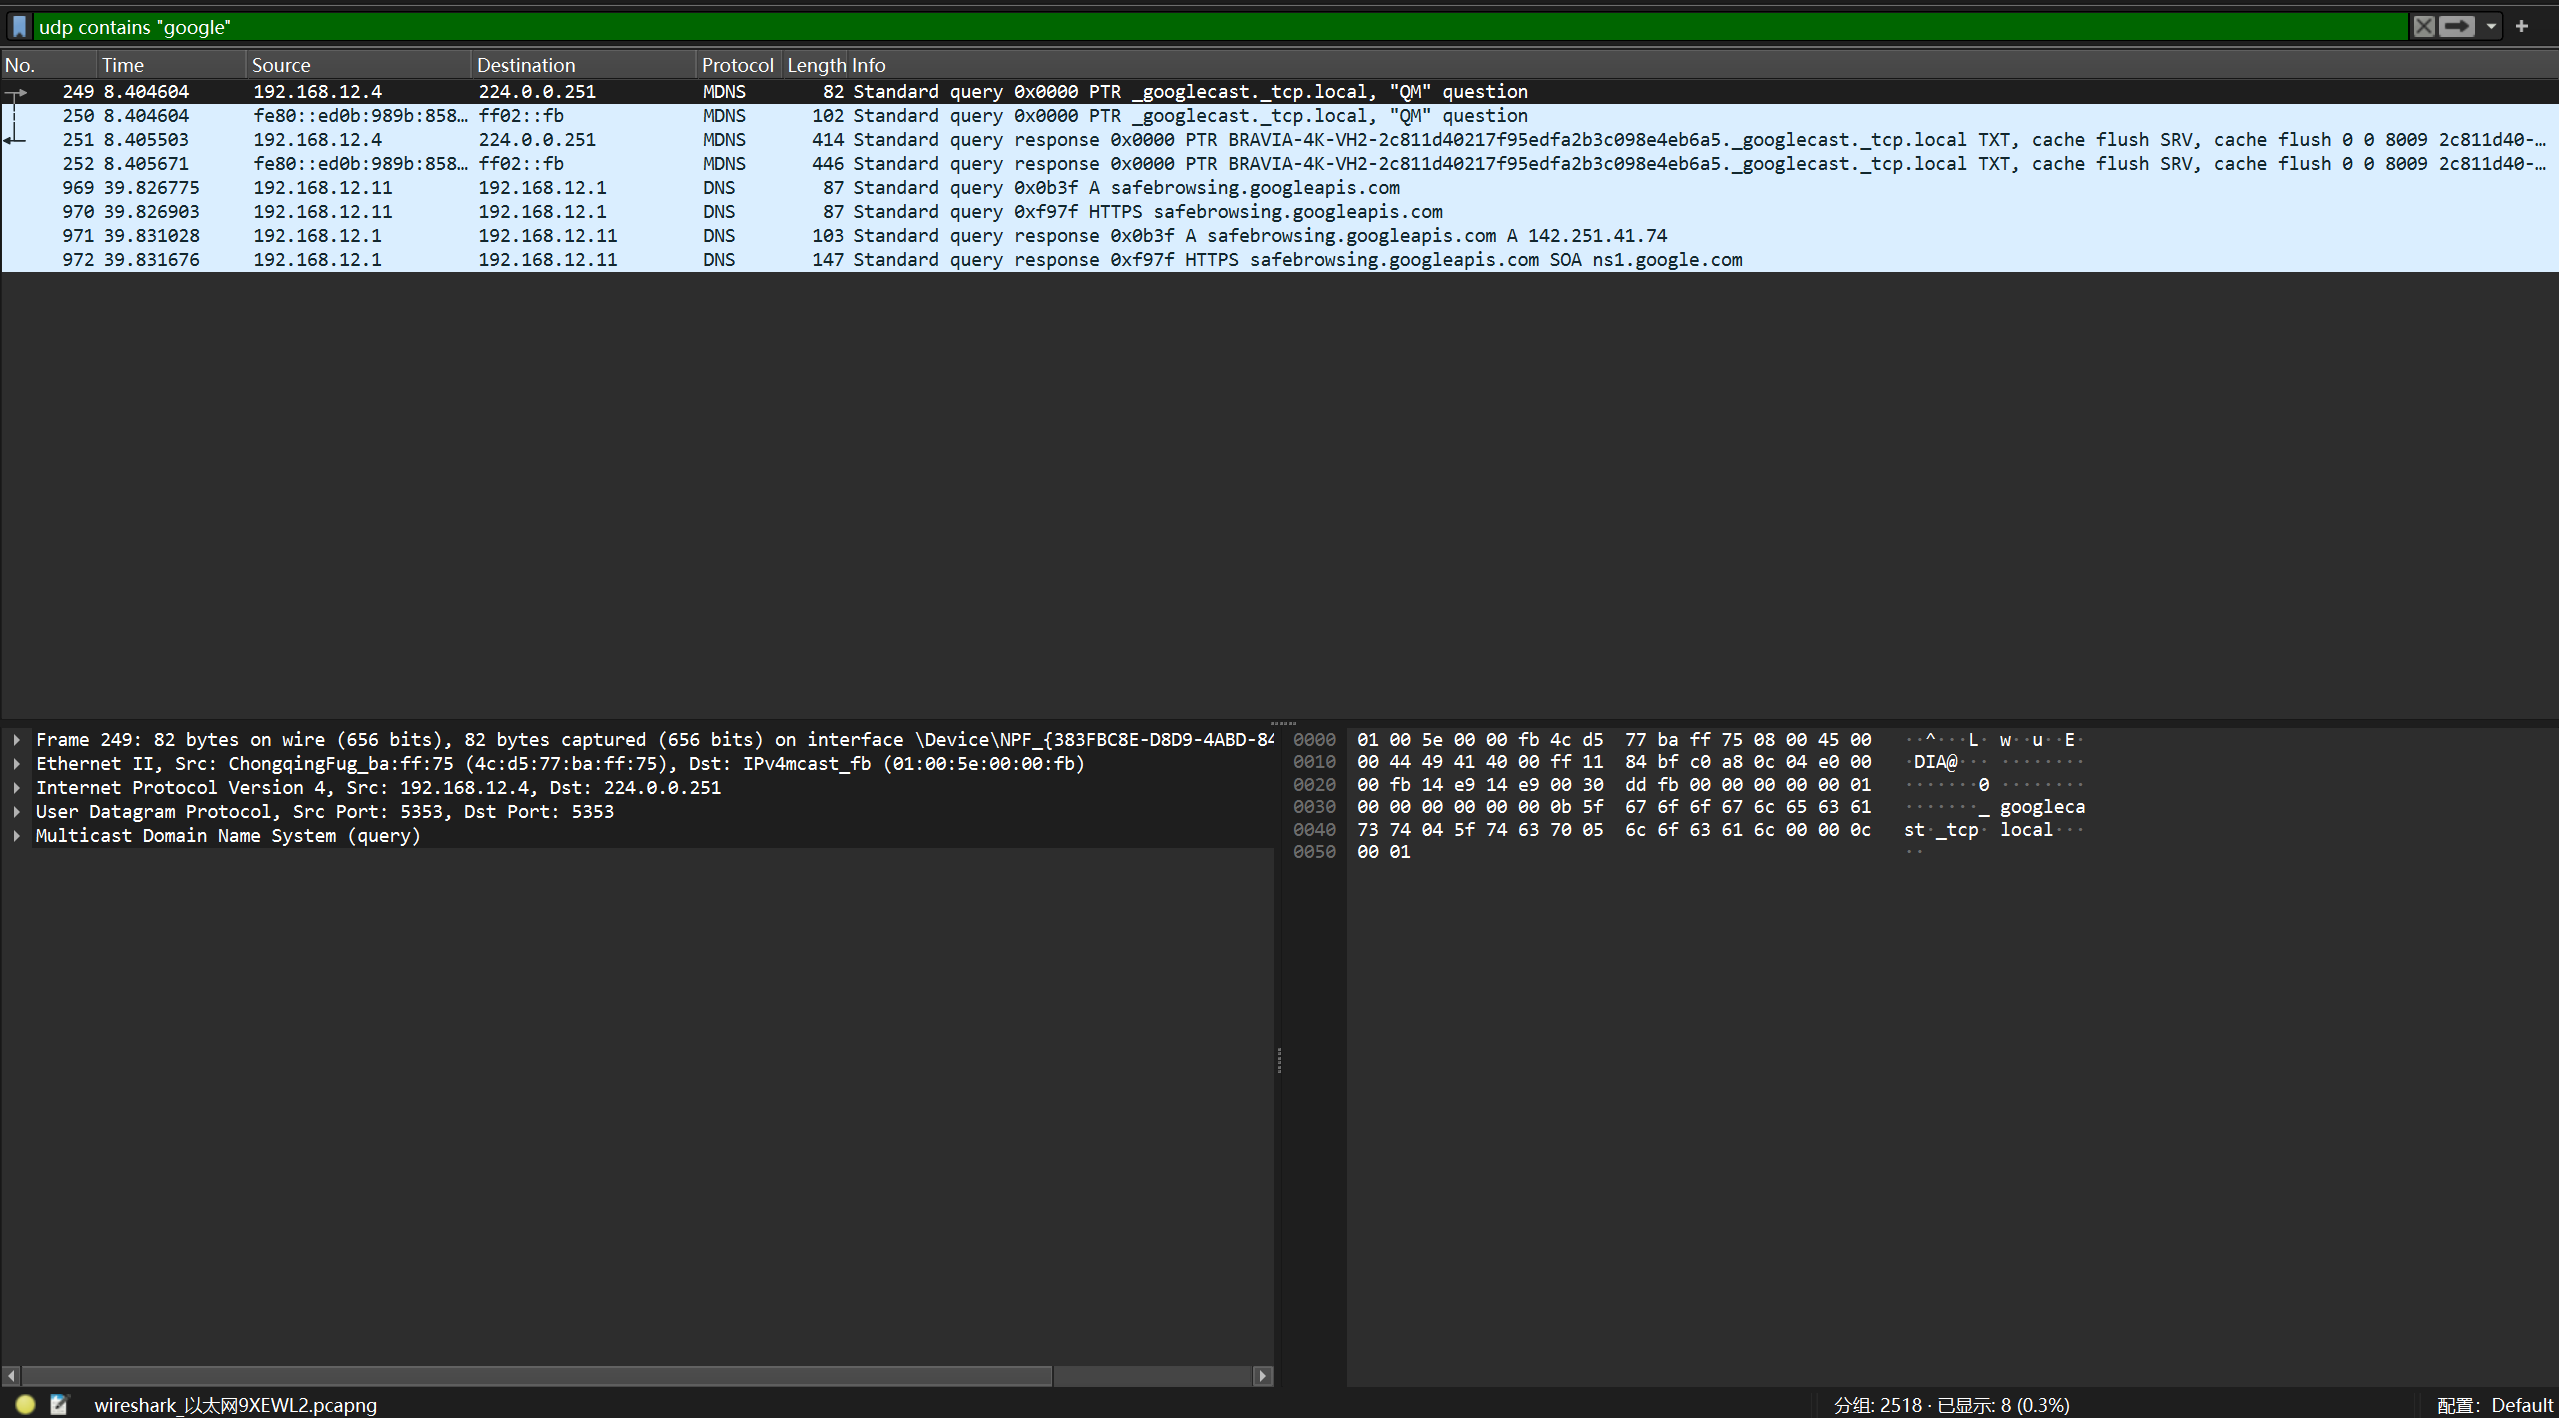 udp contains "google"
No. Time Source Destination Protocol Length Info
249 8.404604 192.168.12.4 224.0.0.251 MDNS 82 Standard query 0x0000 PTR _googlecast._tcp.local, "QM" question
250 8.404604 fe80::ed0b:989b:858… ff02::fb MDNS 102 Standard query 0x0000 PTR _googlecast._tcp.local, "QM" question
251 8.405503 192.168.12.4 224.0.0.251 MDNS 414 Standard query response 0x0000 PTR BRAVIA-4K-VH2-2c811d40217f95edfa2b3c098e4eb6a5._googlecast._tcp.local TXT, cache flush SRV, cache flush 0 0 8009 2c811d40-…
252 8.405671 fe80::ed0b:989b:858… ff02::fb MDNS 446 Standard query response 0x0000 PTR BRAVIA-4K-VH2-2c811d40217f95edfa2b3c098e4eb6a5._googlecast._tcp.local TXT, cache flush SRV, cache flush 0 0 8009 2c811d40-…
969 39.826775 192.168.12.11 192.168.12.1 DNS 87 Standard query 0x0b3f A safebrowsing.googleapis.com
970 39.826903 192.168.12.11 192.168.12.1 DNS 87 Standard query 0xf97f HTTPS safebrowsing.googleapis.com
971 39.831028 192.168.12.1 192.168.12.11 DNS 103 Standard query response 0x0b3f A safebrowsing.googleapis.com A 142.251.41.74
972 39.831676 192.168.12.1 192.168.12.11 DNS 147 Standard query response 0xf97f HTTPS safebrowsing.googleapis.com SOA ns1.google.com
Frame 249: 82 bytes on wire (656 bits), 82 bytes captured (656 bits) on interface \Device\NPF_{383FBC8E-D8D9-4ABD-84
Ethernet II, Src: ChongqingFug_ba:ff:75 (4c:d5:77:ba:ff:75), Dst: IPv4mcast_fb (01:00:5e:00:00:fb)
Internet Protocol Version 4, Src: 192.168.12.4, Dst: 224.0.0.251
User Datagram Protocol, Src Port: 5353, Dst Port: 5353
Multicast Domain Name System (query)
0000 01 00 5e 00 00 fb 4c d5 77 ba ff 75 08 00 45 00 ··^···L· w··u··E·
0010 00 44 49 41 40 00 ff 11 84 bf c0 a8 0c 04 e0 00 ·DIA@··· ········
0020 00 fb 14 e9 14 e9 00 30 dd fb 00 00 00 00 00 01 ·······0 ········
0030 00 00 00 00 00 00 0b 5f 67 6f 6f 67 6c 65 63 61 ·······_ googleca
0040 73 74 04 5f 74 63 70 05 6c 6f 63 61 6c 00 00 0c st·_tcp· local···
0050 00 01 ··
wireshark_以太网9XEWL2.pcapng
分组: 2518 · 已显示: 8 (0.3%)
配置: Default